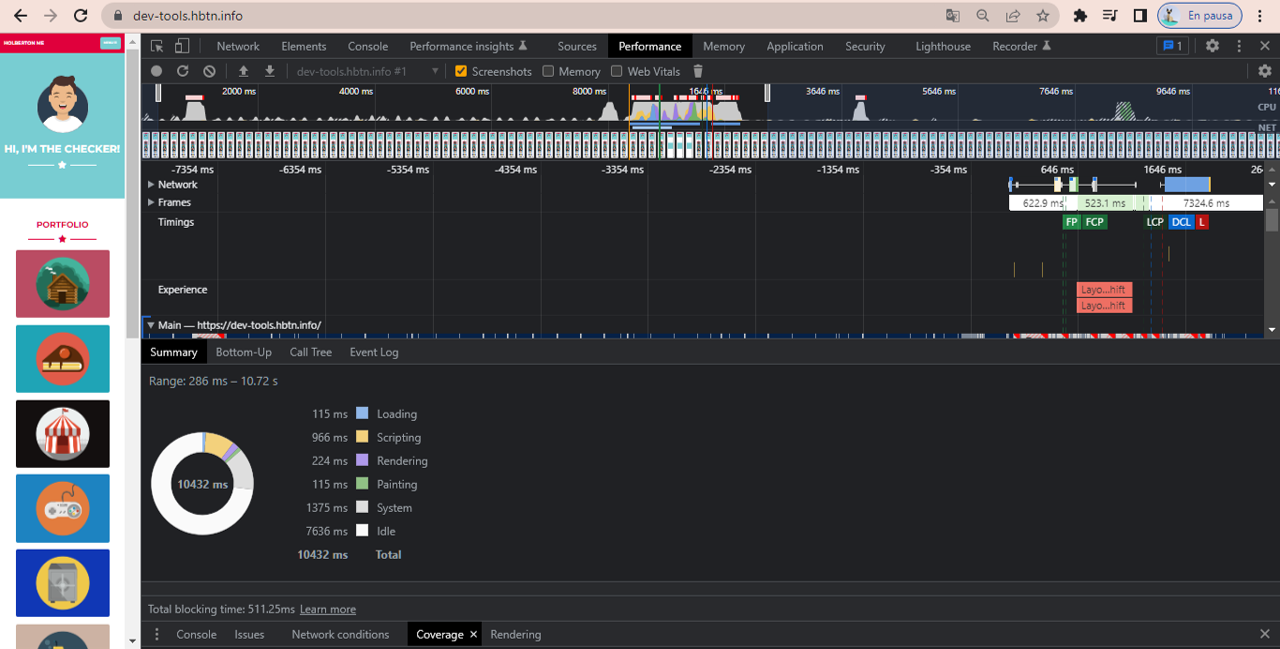 dev-tools.hbtn.info
En pausa
HOLBERTON ME
HI, I'M THE CHECKER!
PORTFOLIO
Network Elements Console Performance insights Sources Performance Memory Application Security Lighthouse Recorder 1
dev-tools.hbtn.info #1 Screenshots Memory Web Vitals
2000 ms 4000 ms 6000 ms 8000 ms 1646 ms 3646 ms 5646 ms 7646 ms 9646 ms 116
CPU
NET
-7354 ms -6354 ms -5354 ms -4354 ms -3354 ms -2354 ms -1354 ms -354 ms 646 ms 1646 ms 26
Network
Frames 622.9 ms 523.1 ms 7324.6 ms
Timings FP FCP LCP DCL L
Experience Layo...hift
Layo...hift
Main — https://dev-tools.hbtn.info/
Summary Bottom-Up Call Tree Event Log
Range: 286 ms – 10.72 s
10432 ms
115 ms Loading
966 ms Scripting
224 ms Rendering
115 ms Painting
1375 ms System
7636 ms Idle
10432 ms Total
Total blocking time: 511.25ms Learn more
Console Issues Network conditions Coverage × Rendering